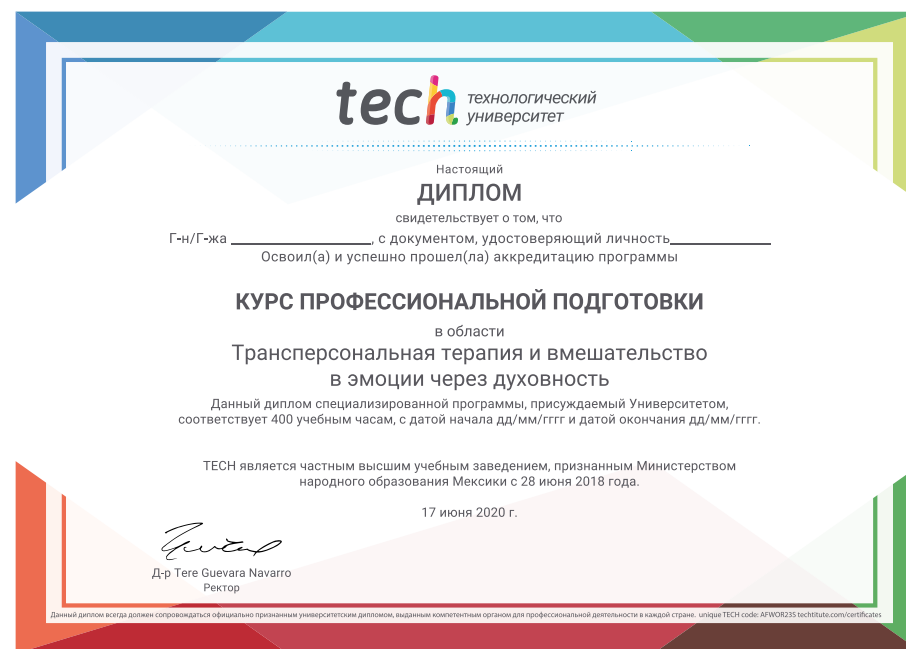 tech технологический
университет
Настоящий
ДИПЛОМ
свидетельствует о том, что
Г-н/Г-жа ________________, с документом, удостоверяющий личность____________
Освоил(а) и успешно прошел(ла) аккредитацию программы
КУРС ПРОФЕССИОНАЛЬНОЙ ПОДГОТОВКИ
в области
Трансперсональная терапия и вмешательство
в эмоции через духовность
Данный диплом специализированной программы, присуждаемый Университетом,
соответствует 400 учебным часам, с датой начала дд/мм/гггг и датой окончания дд/мм/гггг.
TECH является частным высшим учебным заведением, признанным Министерством
народного образования Мексики с 28 июня 2018 года.
17 июня 2020 г.
Д-р Tere Guevara Navarro
Ректор
Данный диплом всегда должен сопровождаться официально признанным университетским дипломом, выданным компетентным органом для профессиональной деятельности в каждой стране. unique TECH code: AFWOR23S techtitute.com/certificates